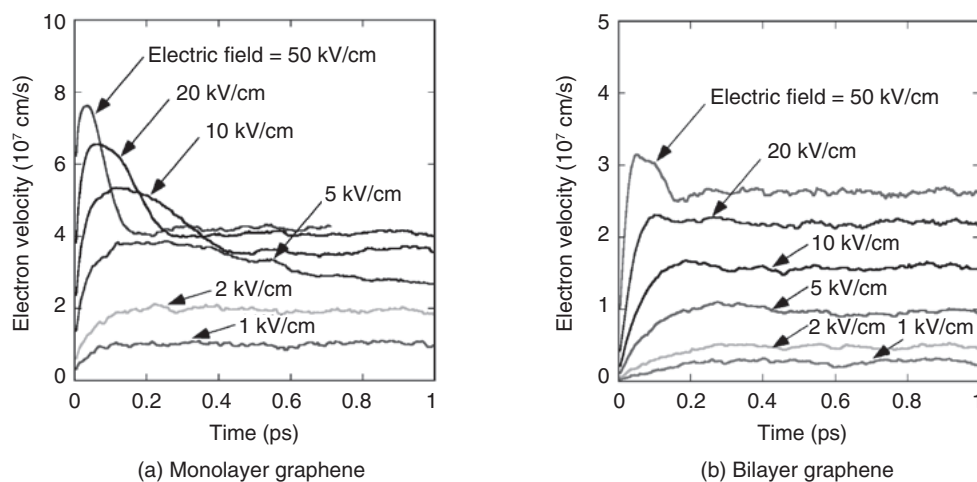 10
8
6
4
2
0
Electron velocity (10⁷ cm/s)
Electric field = 50 kV/cm
20 kV/cm
10 kV/cm
5 kV/cm
2 kV/cm
1 kV/cm
0 0.2 0.4 0.6 0.8 1
Time (ps)
(a) Monolayer graphene
5
4
3
2
1
0
Electron velocity (10⁷ cm/s)
Electric field = 50 kV/cm
20 kV/cm
10 kV/cm
5 kV/cm
2 kV/cm 1 kV/cm
0 0.2 0.4 0.6 0.8 1
Time (ps)
(b) Bilayer graphene